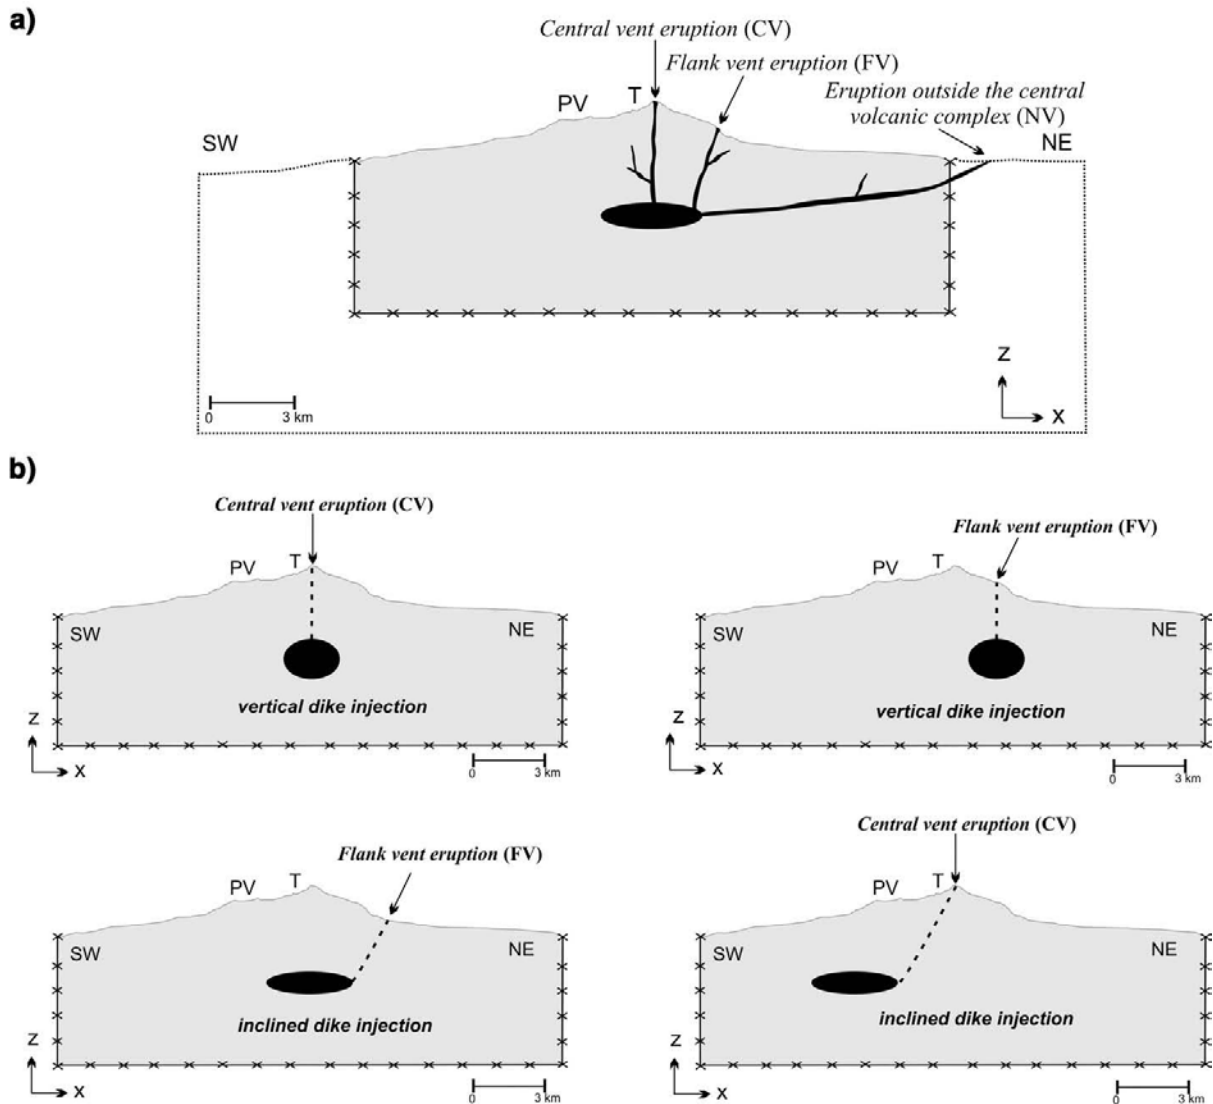 a)
Central vent eruption (CV)
Flank vent eruption (FV)
Eruption outside the central
volcanic complex (NV)
PV T
SW NE
0 3 km
Z
X
b)
Central vent eruption (CV)
PV T
SW NE
vertical dike injection
Z
X
0 3 km
Flank vent eruption (FV)
PV T
SW NE
vertical dike injection
Z
X
0 3 km
Flank vent eruption (FV)
PV T
SW NE
inclined dike injection
Z
X
0 3 km
Central vent eruption (CV)
PV T
SW NE
inclined dike injection
Z
X
0 3 km